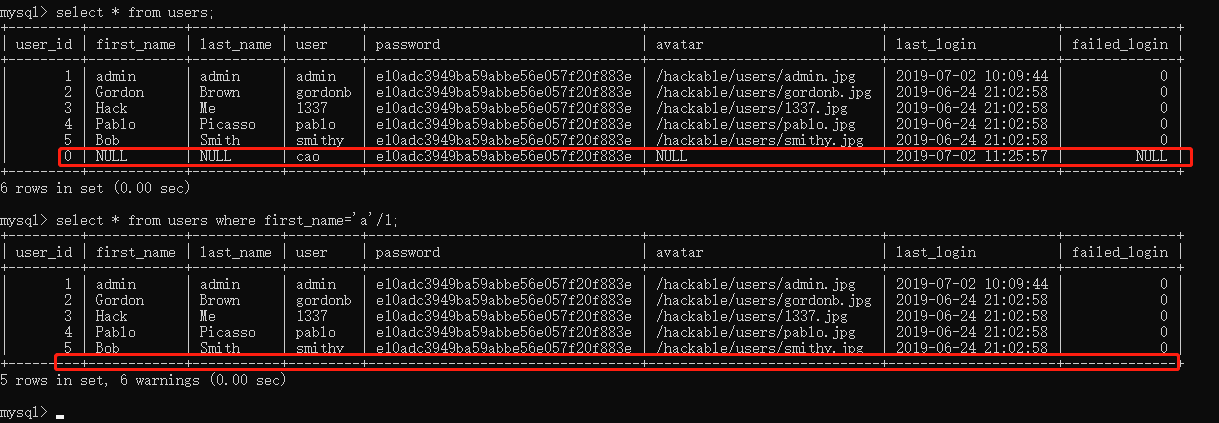 mysql> select * from users;
+---------+------------+-----------+---------+----------------------------------+-----------------------------+---------------------+--------------+
| user_id | first_name | last_name | user | password | avatar | last_login | failed_login |
+---------+------------+-----------+---------+----------------------------------+-----------------------------+---------------------+--------------+
| 1 | admin | admin | admin | e10adc3949ba59abbe56e057f20f883e | /hackable/users/admin.jpg | 2019-07-02 10:09:44 | 0 |
| 2 | Gordon | Brown | gordonb | e10adc3949ba59abbe56e057f20f883e | /hackable/users/gordonb.jpg | 2019-06-24 21:02:58 | 0 |
| 3 | Hack | Me | 1337 | e10adc3949ba59abbe56e057f20f883e | /hackable/users/1337.jpg | 2019-06-24 21:02:58 | 0 |
| 4 | Pablo | Picasso | pablo | e10adc3949ba59abbe56e057f20f883e | /hackable/users/pablo.jpg | 2019-06-24 21:02:58 | 0 |
| 5 | Bob | Smith | smithy | e10adc3949ba59abbe56e057f20f883e | /hackable/users/smithy.jpg | 2019-06-24 21:02:58 | 0 |
| 0 | NULL | NULL | cao | e10adc3949ba59abbe56e057f20f883e | NULL | 2019-07-02 11:25:57 | NULL |
+---------+------------+-----------+---------+----------------------------------+-----------------------------+---------------------+--------------+
6 rows in set (0.00 sec)
mysql> select * from users where first_name='a'/1;
+---------+------------+-----------+---------+----------------------------------+-----------------------------+---------------------+--------------+
| user_id | first_name | last_name | user | password | avatar | last_login | failed_login |
+---------+------------+-----------+---------+----------------------------------+-----------------------------+---------------------+--------------+
| 1 | admin | admin | admin | e10adc3949ba59abbe56e057f20f883e | /hackable/users/admin.jpg | 2019-07-02 10:09:44 | 0 |
| 2 | Gordon | Brown | gordonb | e10adc3949ba59abbe56e057f20f883e | /hackable/users/gordonb.jpg | 2019-06-24 21:02:58 | 0 |
| 3 | Hack | Me | 1337 | e10adc3949ba59abbe56e057f20f883e | /hackable/users/1337.jpg | 2019-06-24 21:02:58 | 0 |
| 4 | Pablo | Picasso | pablo | e10adc3949ba59abbe56e057f20f883e | /hackable/users/pablo.jpg | 2019-06-24 21:02:58 | 0 |
| 5 | Bob | Smith | smithy | e10adc3949ba59abbe56e057f20f883e | /hackable/users/smithy.jpg | 2019-06-24 21:02:58 | 0 |
+---------+------------+-----------+---------+----------------------------------+-----------------------------+---------------------+--------------+
5 rows in set, 6 warnings (0.00 sec)
mysql>